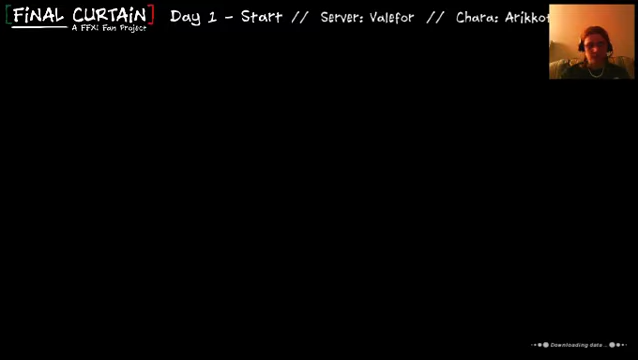 [FiNAL CURTAiN]
A FFXI Fan Project
Day 1 - Start // Server: Valefor // Chara: Arikkot
Downloading data ..